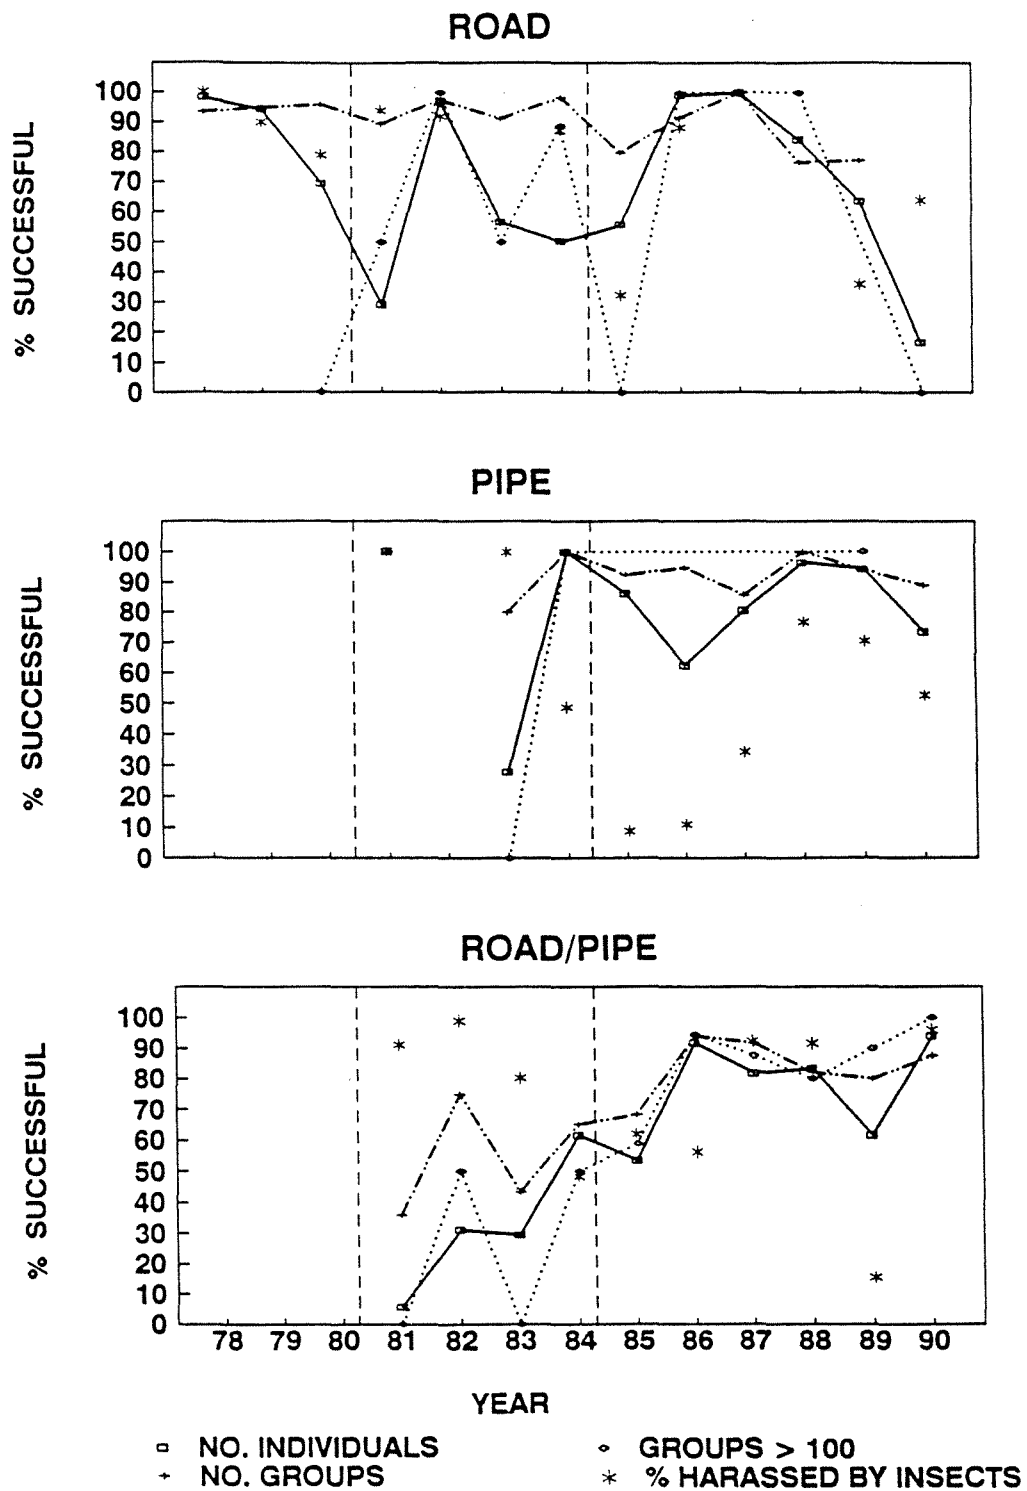 ROAD
% SUCCESSFUL
100
90
80
70
60
50
40
30
20
10
0
PIPE
% SUCCESSFUL
100
90
80
70
60
50
40
30
20
10
0
ROAD/PIPE
% SUCCESSFUL
100
90
80
70
60
50
40
30
20
10
0
78 79 80 81 82 83 84 85 86 87 88 89 90
YEAR
NO. INDIVIDUALS
GROUPS > 100
NO. GROUPS
% HARASSED BY INSECTS